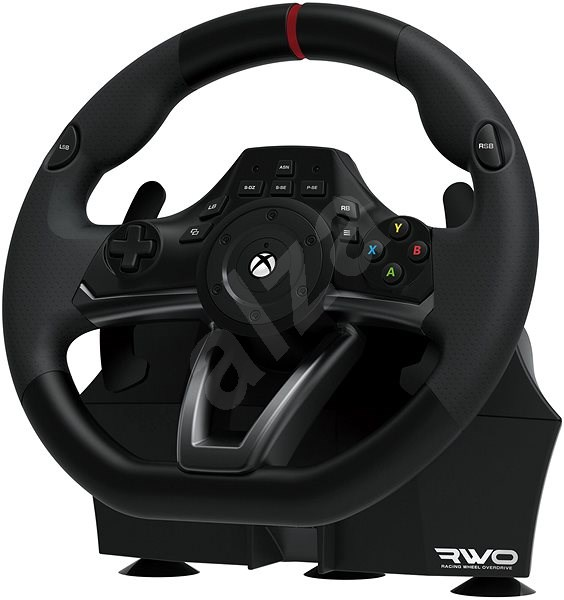 LSB
RSB
ASN
S-DZ
S-SE
P-SE
LB
RB
Y
X
B
A
alza
RWO
RACING WHEEL OVERDRIVE